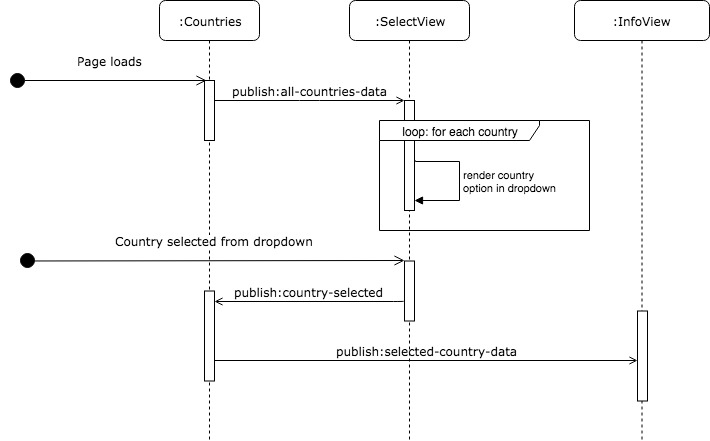 :Countries
:SelectView
:InfoView
Page loads
publish:all-countries-data
loop: for each country
render country
option in dropdown
Country selected from dropdown
publish:country-selected
publish:selected-country-data